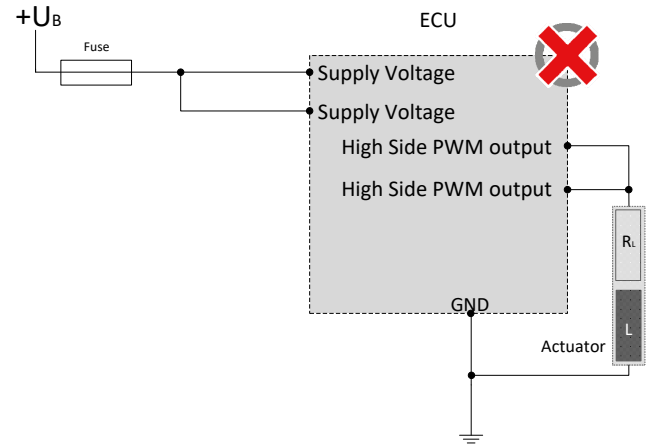 +UB
ECU
Fuse
Supply Voltage
Supply Voltage
High Side PWM output
High Side PWM output
RL
GND
L
Actuator